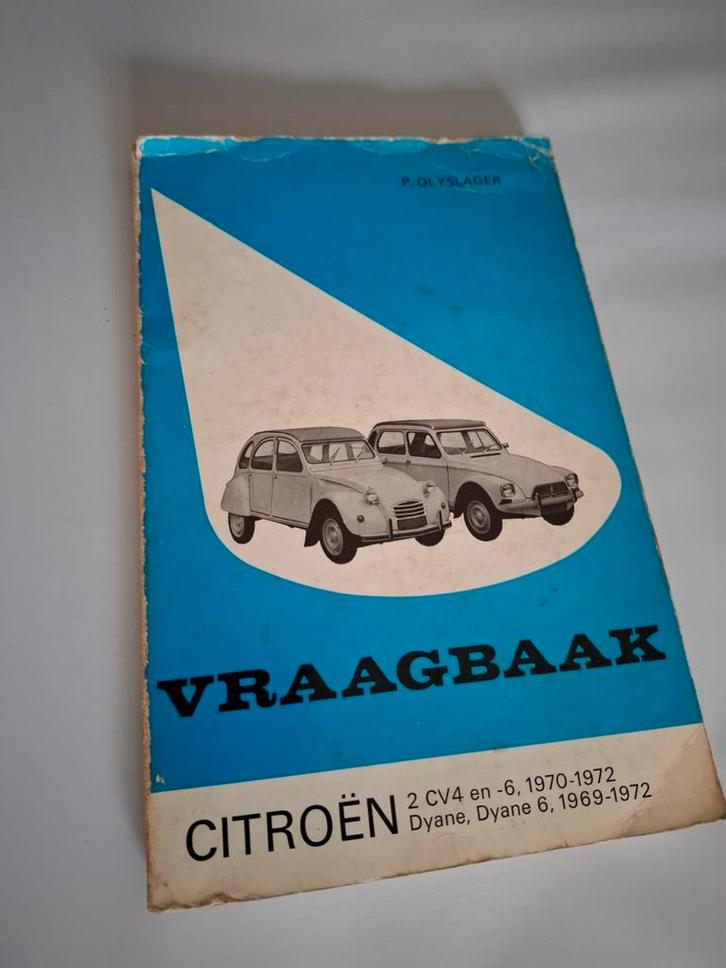 P. OLYSLAGER
VRAAGBAAK
CITROËN
2 CV4 en -6, 1970-1972
Dyane, Dyane 6, 1969-1972